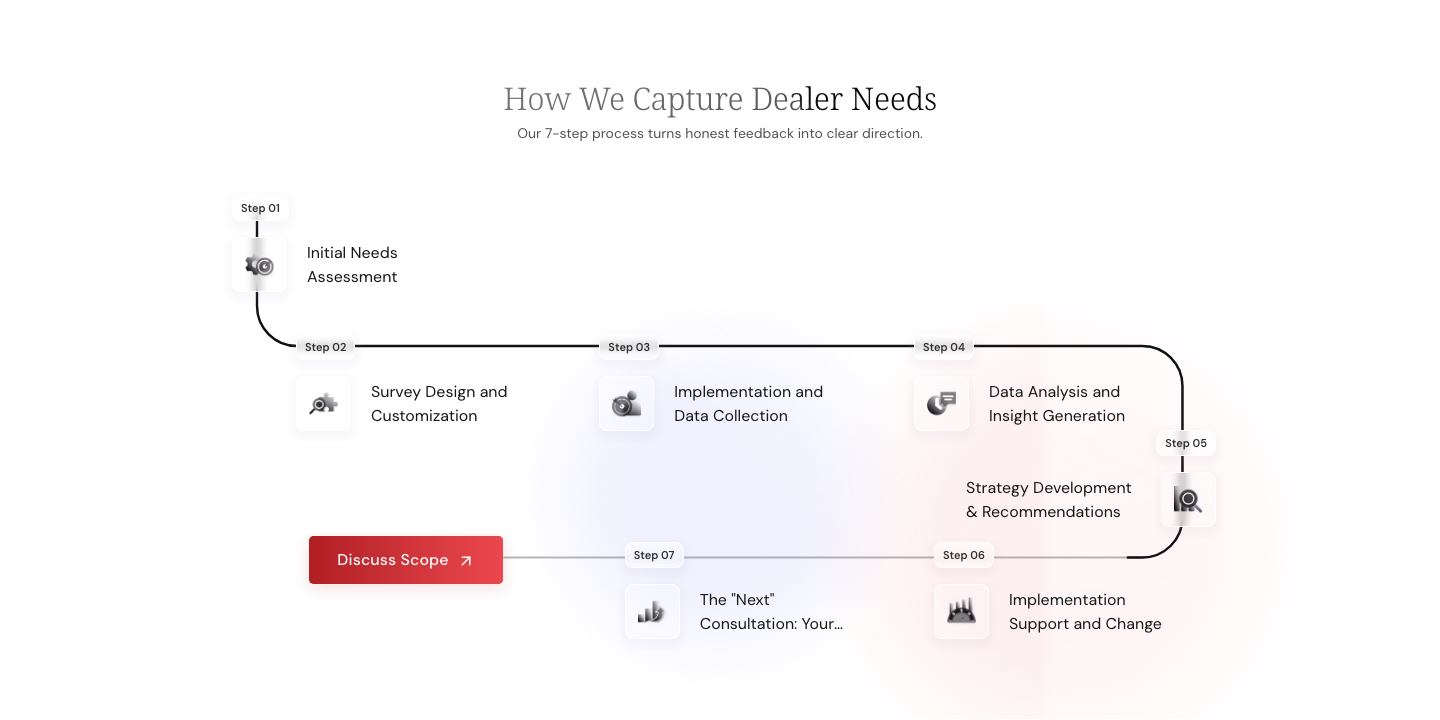 How We Capture Dealer Needs
Our 7-step process turns honest feedback into clear direction.
Step 01
Initial Needs
Assessment
Step 02
Survey Design and
Customization
Step 03
Implementation and
Data Collection
Step 04
Data Analysis and
Insight Generation
Step 05
Strategy Development
& Recommendations
Step 06
Implementation
Support and Change
Step 07
The "Next"
Consultation: Your...
Discuss Scope